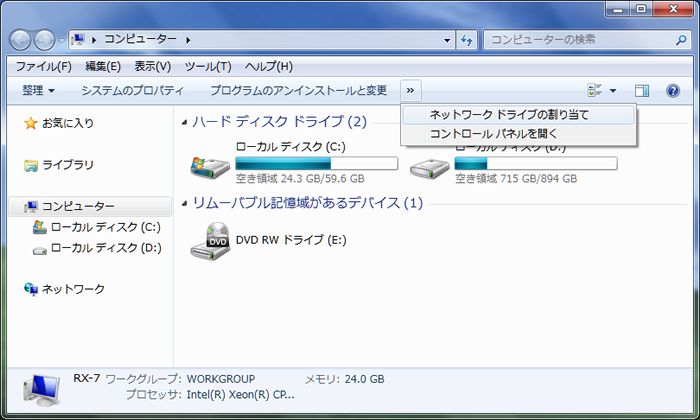 コンピューター
コンピューターの検索
ファイル(F) 編集(E) 表示(V) ツール(T) ヘルプ(H)
整理 システムのプロパティ プログラムのアンインストールと変更 »
ネットワーク ドライブの割り当て
コントロール パネルを開く
お気に入り
ライブラリ
コンピューター
ローカル ディスク (C:)
ローカル ディスク (D:)
ネットワーク
ハード ディスク ドライブ (2)
ローカル ディスク (C:)
空き領域 24.3 GB/59.6 GB
ローカル ディスク (D:)
空き領域 715 GB/894 GB
リムーバブル記憶域があるデバイス (1)
DVD
DVD RW ドライブ (E:)
RX-7 ワークグループ: WORKGROUP メモリ: 24.0 GB
プロセッサ: Intel(R) Xeon(R) CP...